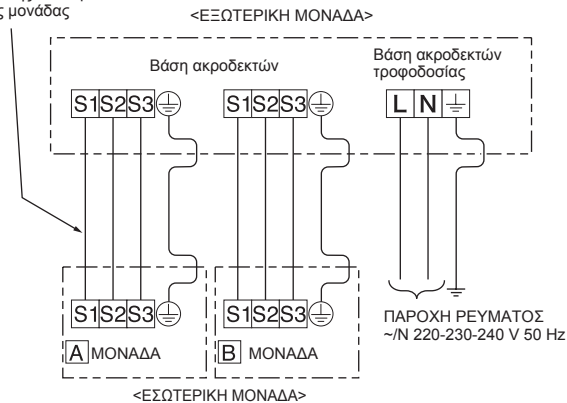 ς μονάδας
<ΕΞΩΤΕΡΙΚΗ ΜΟΝΑΔΑ>
Βάση ακροδεκτών
Βάση ακροδεκτών
τροφοδοσίας
S1 S2 S3
S1 S2 S3
L N
S1 S2 S3
S1 S2 S3
A ΜΟΝΑΔΑ
B ΜΟΝΑΔΑ
ΠΑΡΟΧΗ ΡΕΥΜΑΤΟΣ
~/N 220-230-240 V 50 Hz
<ΕΣΩΤΕΡΙΚΗ ΜΟΝΑΔΑ>